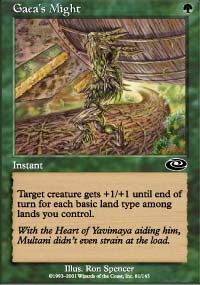 Gaea's Might
Instant
Target creature gets +1/+1 until end
of turn for each basic land type among
lands you control.
With the Heart of Yavimaya aiding him,
Multani didn't even strain at the load.
Illus. Ron Spencer
©1993–2001 Wizards of the Coast, Inc. 81/143